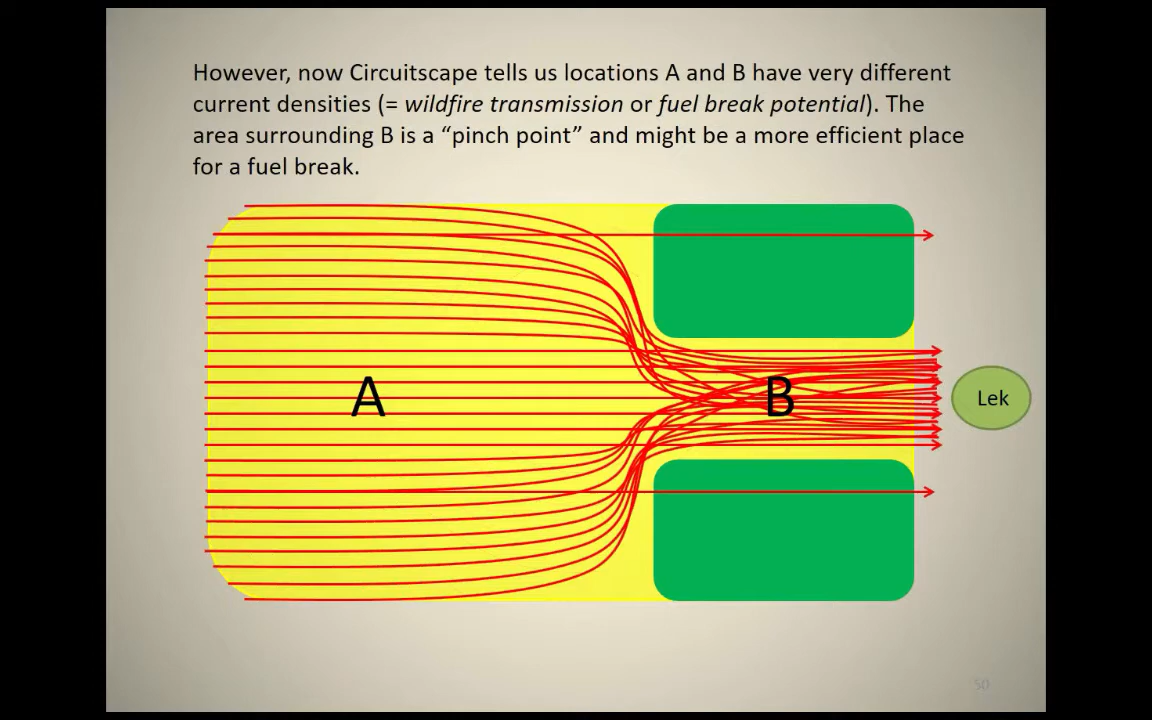 However, now Circuitscape tells us locations A and B have very different
current densities (= wildfire transmission or fuel break potential). The
area surrounding B is a “pinch point” and might be a more efficient place
for a fuel break.
A
B
Lek
50